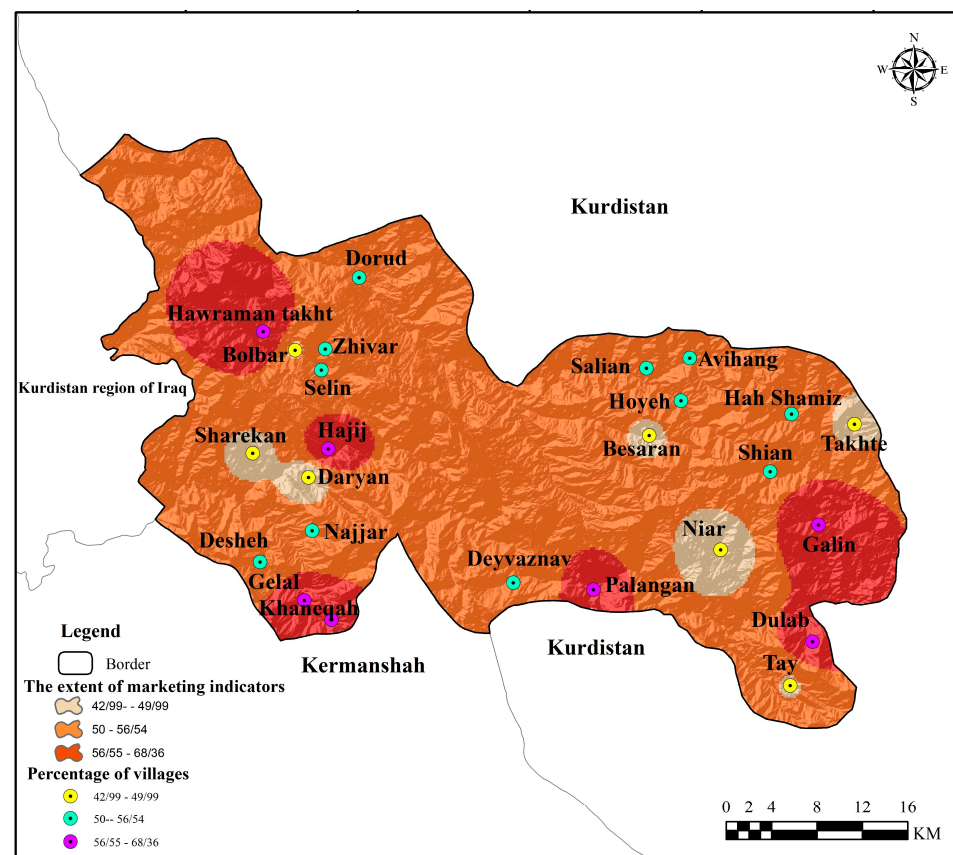 N
W
E
S
Kurdistan
Dorud
Hawraman takht
Bolbar
Zhivar
Selin
Kurdistan region of Iraq
Salian
Avihang
Hoyeh
Hah Shamiz
Besaran
Takhte
Shian
Sharekan
Hajij
Daryan
Niar
Galin
Najjar
Desheh
Deyvaznav
Palangan
Gelal
Khaneqah
Dulab
Tay
Kermanshah
Kurdistan
Legend
Border
The extent of marketing indicators
42/99- - 49/99
50 - 56/54
56/55 - 68/36
Percentage of villages
42/99 - 49/99
50-- 56/54
56/55 - 68/36
0 2 4 8 12 16
KM